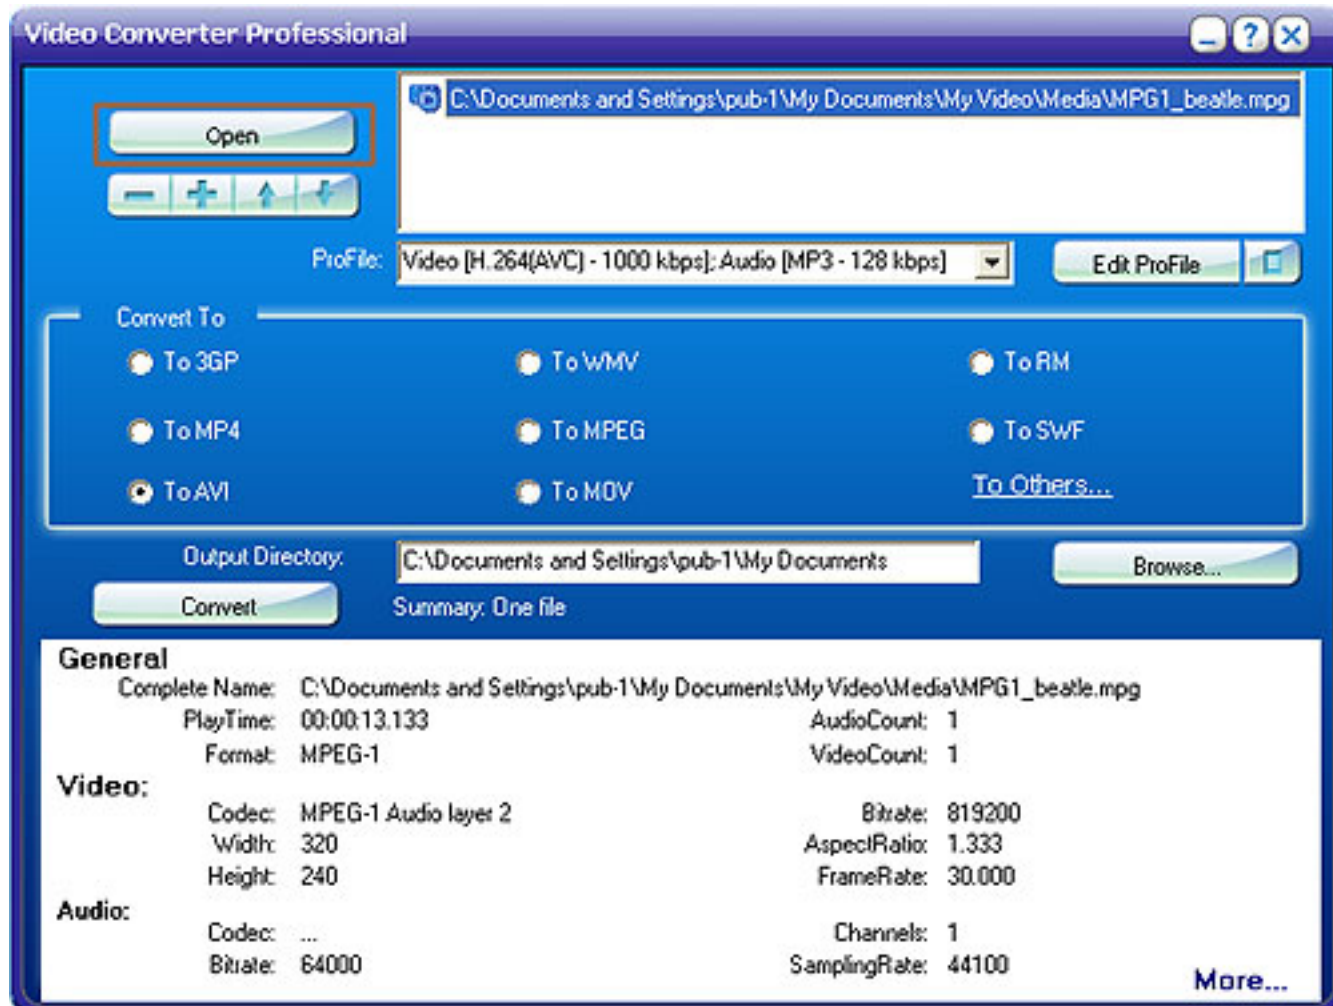 Video Converter Professional
C:\Documents and Settings\pub-1\My Documents\My Video\Media\MPG1_beatle.mpg
Open
ProFile: Video [H.264(AVC) - 1000 kbps]; Audio [MP3 - 128 kbps] Edit ProFile
Convert To
To 3GP To WMV To RM
To MP4 To MPEG To SWF
To AVI To MOV To Others...
Output Directory: C:\Documents and Settings\pub-1\My Documents Browse...
Convert Summary: One file
General
Complete Name: C:\Documents and Settings\pub-1\My Documents\My Video\Media\MPG1_beatle.mpg
PlayTime: 00:00:13.133 AudioCount: 1
Format: MPEG-1 VideoCount: 1
Video:
Codec: MPEG-1 Audio layer 2 Bitrate: 819200
Width: 320 AspectRatio: 1.333
Height: 240 FrameRate: 30.000
Audio:
Codec: ... Channels: 1
Bitrate: 64000 SamplingRate: 44100
More...